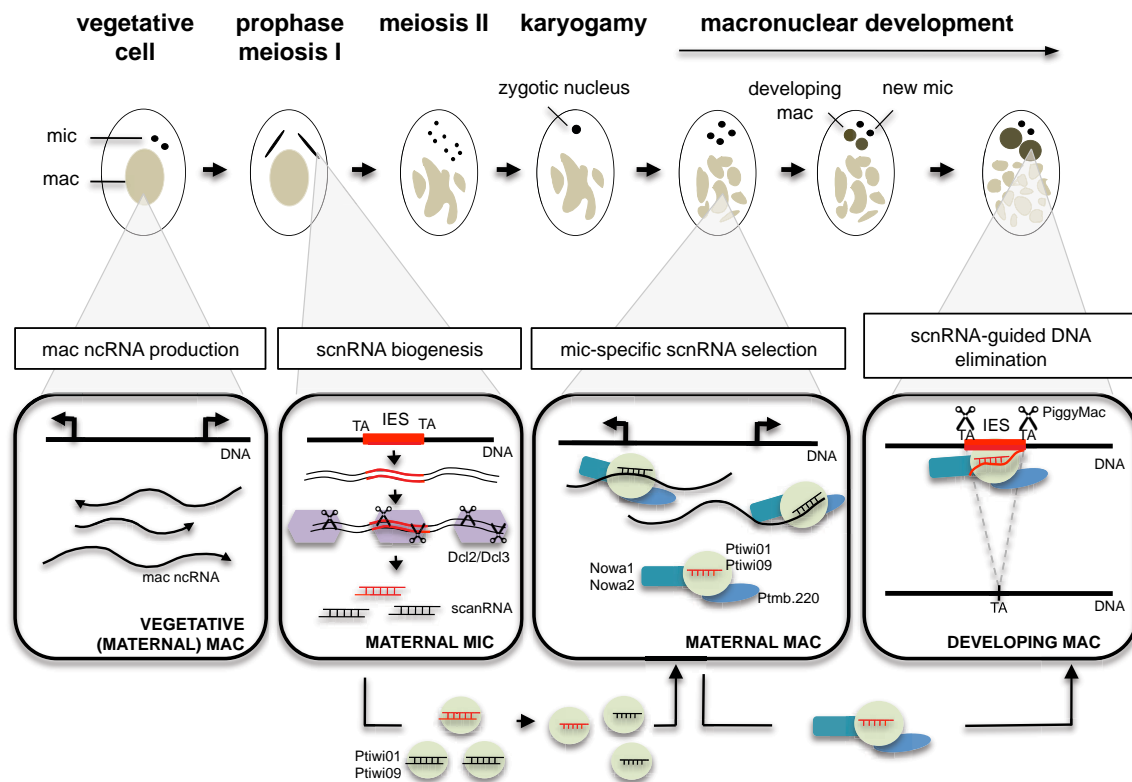 vegetative
cell
prophase
meiosis I
meiosis II
karyogamy
macronuclear development
zygotic nucleus
developing
mac
new mic
mic
mac
mac ncRNA production
scnRNA biogenesis
mic-specific scnRNA selection
scnRNA-guided DNA
elimination
DNA
mac ncRNA
VEGETATIVE
(MATERNAL) MAC
TA
IES
TA
DNA
Dcl2/Dcl3
scanRNA
MATERNAL MIC
DNA
Nowa1
Nowa2
Ptiwi01
Ptiwi09
Ptmb.220
MATERNAL MAC
PiggyMac
IES
TA
TA
DNA
TA
DNA
DEVELOPING MAC
Ptiwi01
Ptiwi09